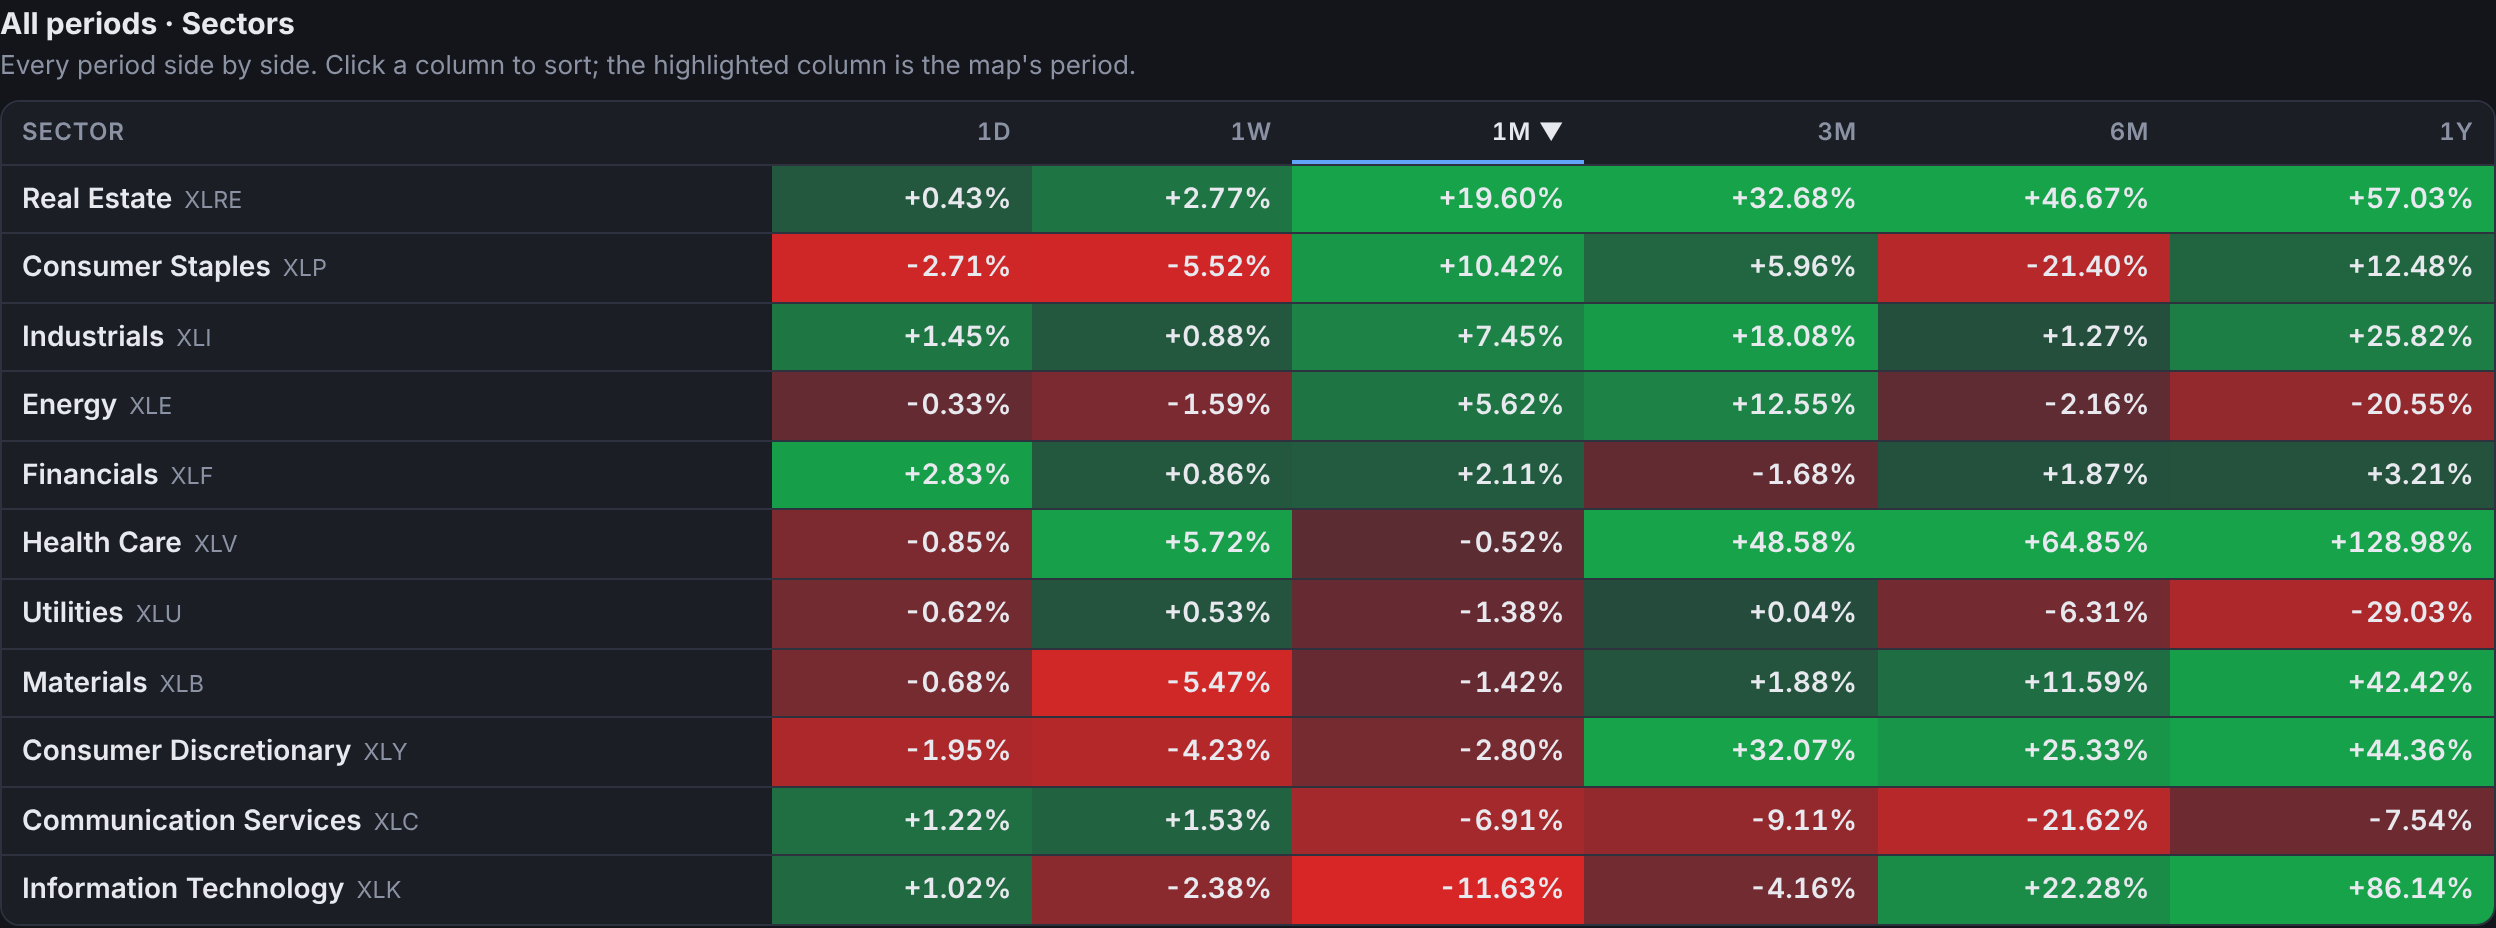 All periods · Sectors
Every period side by side. Click a column to sort; the highlighted column is the map's period.
SECTOR 1D 1W 1M ▼ 3M 6M 1Y
Real Estate XLRE +0.43% +2.77% +19.60% +32.68% +46.67% +57.03%
Consumer Staples XLP -2.71% -5.52% +10.42% +5.96% -21.40% +12.48%
Industrials XLI +1.45% +0.88% +7.45% +18.08% +1.27% +25.82%
Energy XLE -0.33% -1.59% +5.62% +12.55% -2.16% -20.55%
Financials XLF +2.83% +0.86% +2.11% -1.68% +1.87% +3.21%
Health Care XLV -0.85% +5.72% -0.52% +48.58% +64.85% +128.98%
Utilities XLU -0.62% +0.53% -1.38% +0.04% -6.31% -29.03%
Materials XLB -0.68% -5.47% -1.42% +1.88% +11.59% +42.42%
Consumer Discretionary XLY -1.95% -4.23% -2.80% +32.07% +25.33% +44.36%
Communication Services XLC +1.22% +1.53% -6.91% -9.11% -21.62% -7.54%
Information Technology XLK +1.02% -2.38% -11.63% -4.16% +22.28% +86.14%